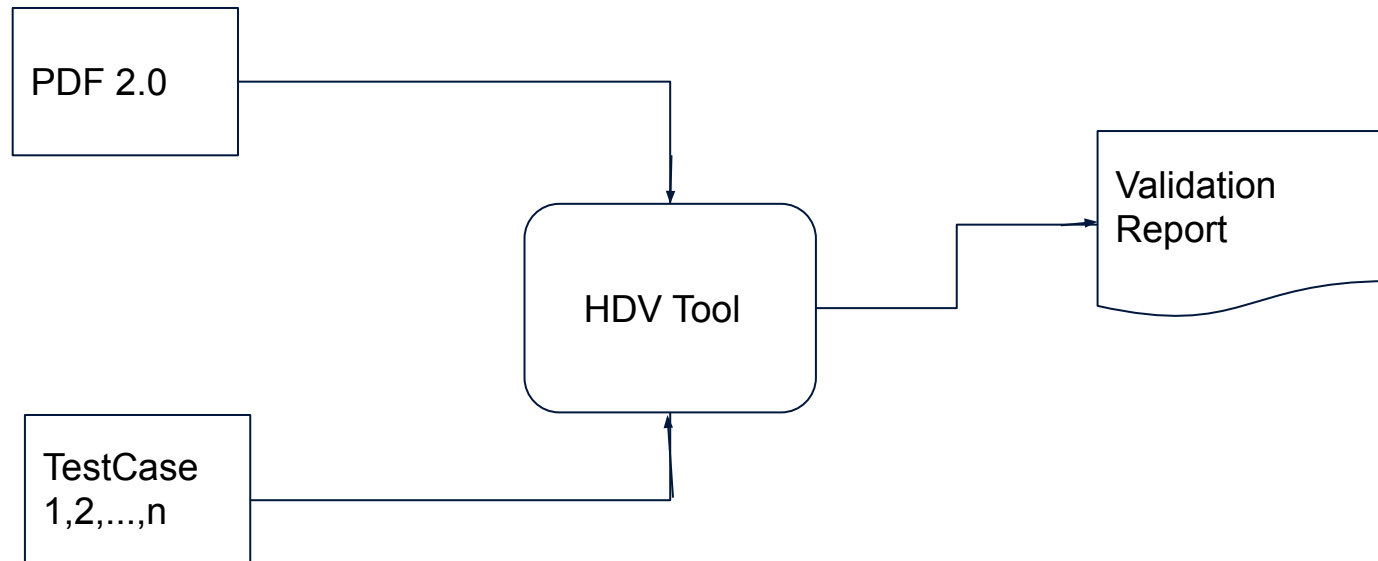 PDF 2.0
Validation
Report
HDV Tool
TestCase
1,2,...,n